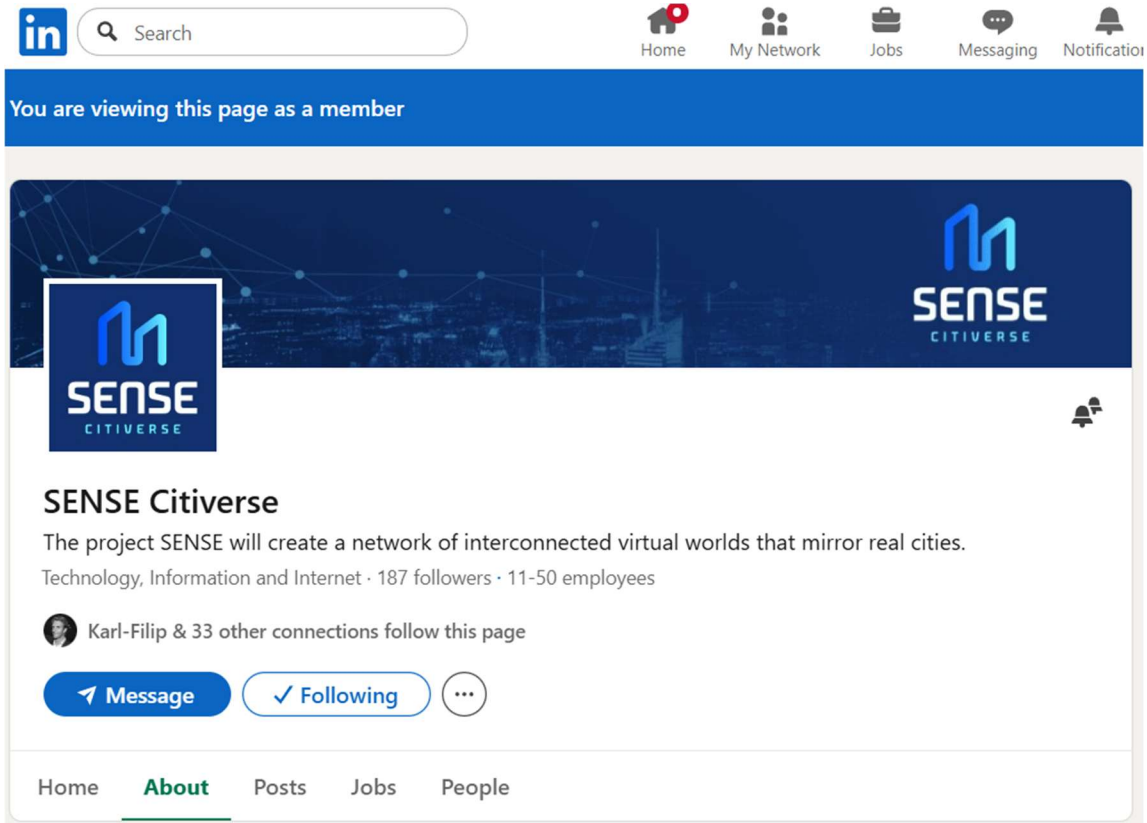 in
Search
Home
My Network
Jobs
Messaging
Notification
You are viewing this page as a member
SENSE
CITIVERSE
SENSE
CITIVERSE
SENSE Citiverse
The project SENSE will create a network of interconnected virtual worlds that mirror real cities.
Technology, Information and Internet · 187 followers · 11-50 employees
Karl-Filip & 33 other connections follow this page
Message
Following
Home
About
Posts
Jobs
People